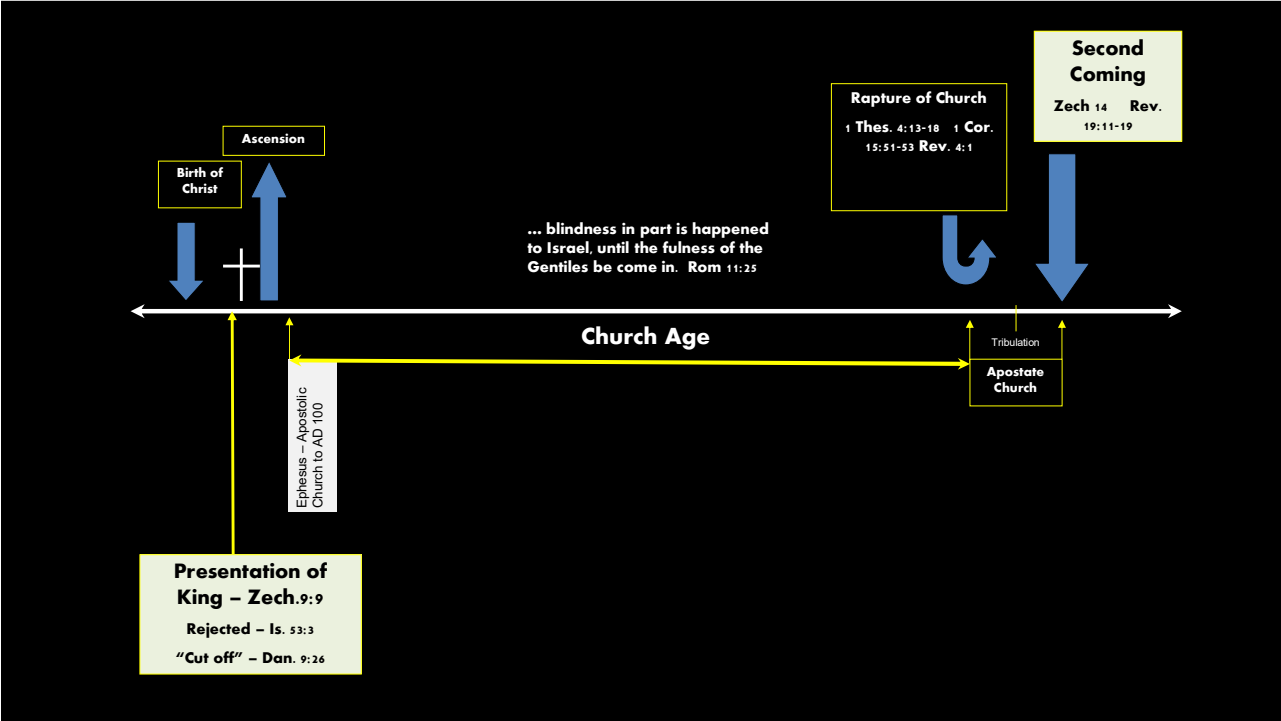 Second
Coming
Zech 14 Rev.
19:11-19
Rapture of Church
1 Thes. 4:13-18 1 Cor.
15:51-53 Rev. 4:1
Ascension
Birth of
Christ
... blindness in part is happened
to Israel, until the fulness of the
Gentiles be come in. Rom 11:25
Church Age
Tribulation
Apostate
Church
Ephesus – Apostolic
Church to AD 100
Presentation of
King – Zech.9:9
Rejected – Is. 53:3
“Cut off” – Dan. 9:26